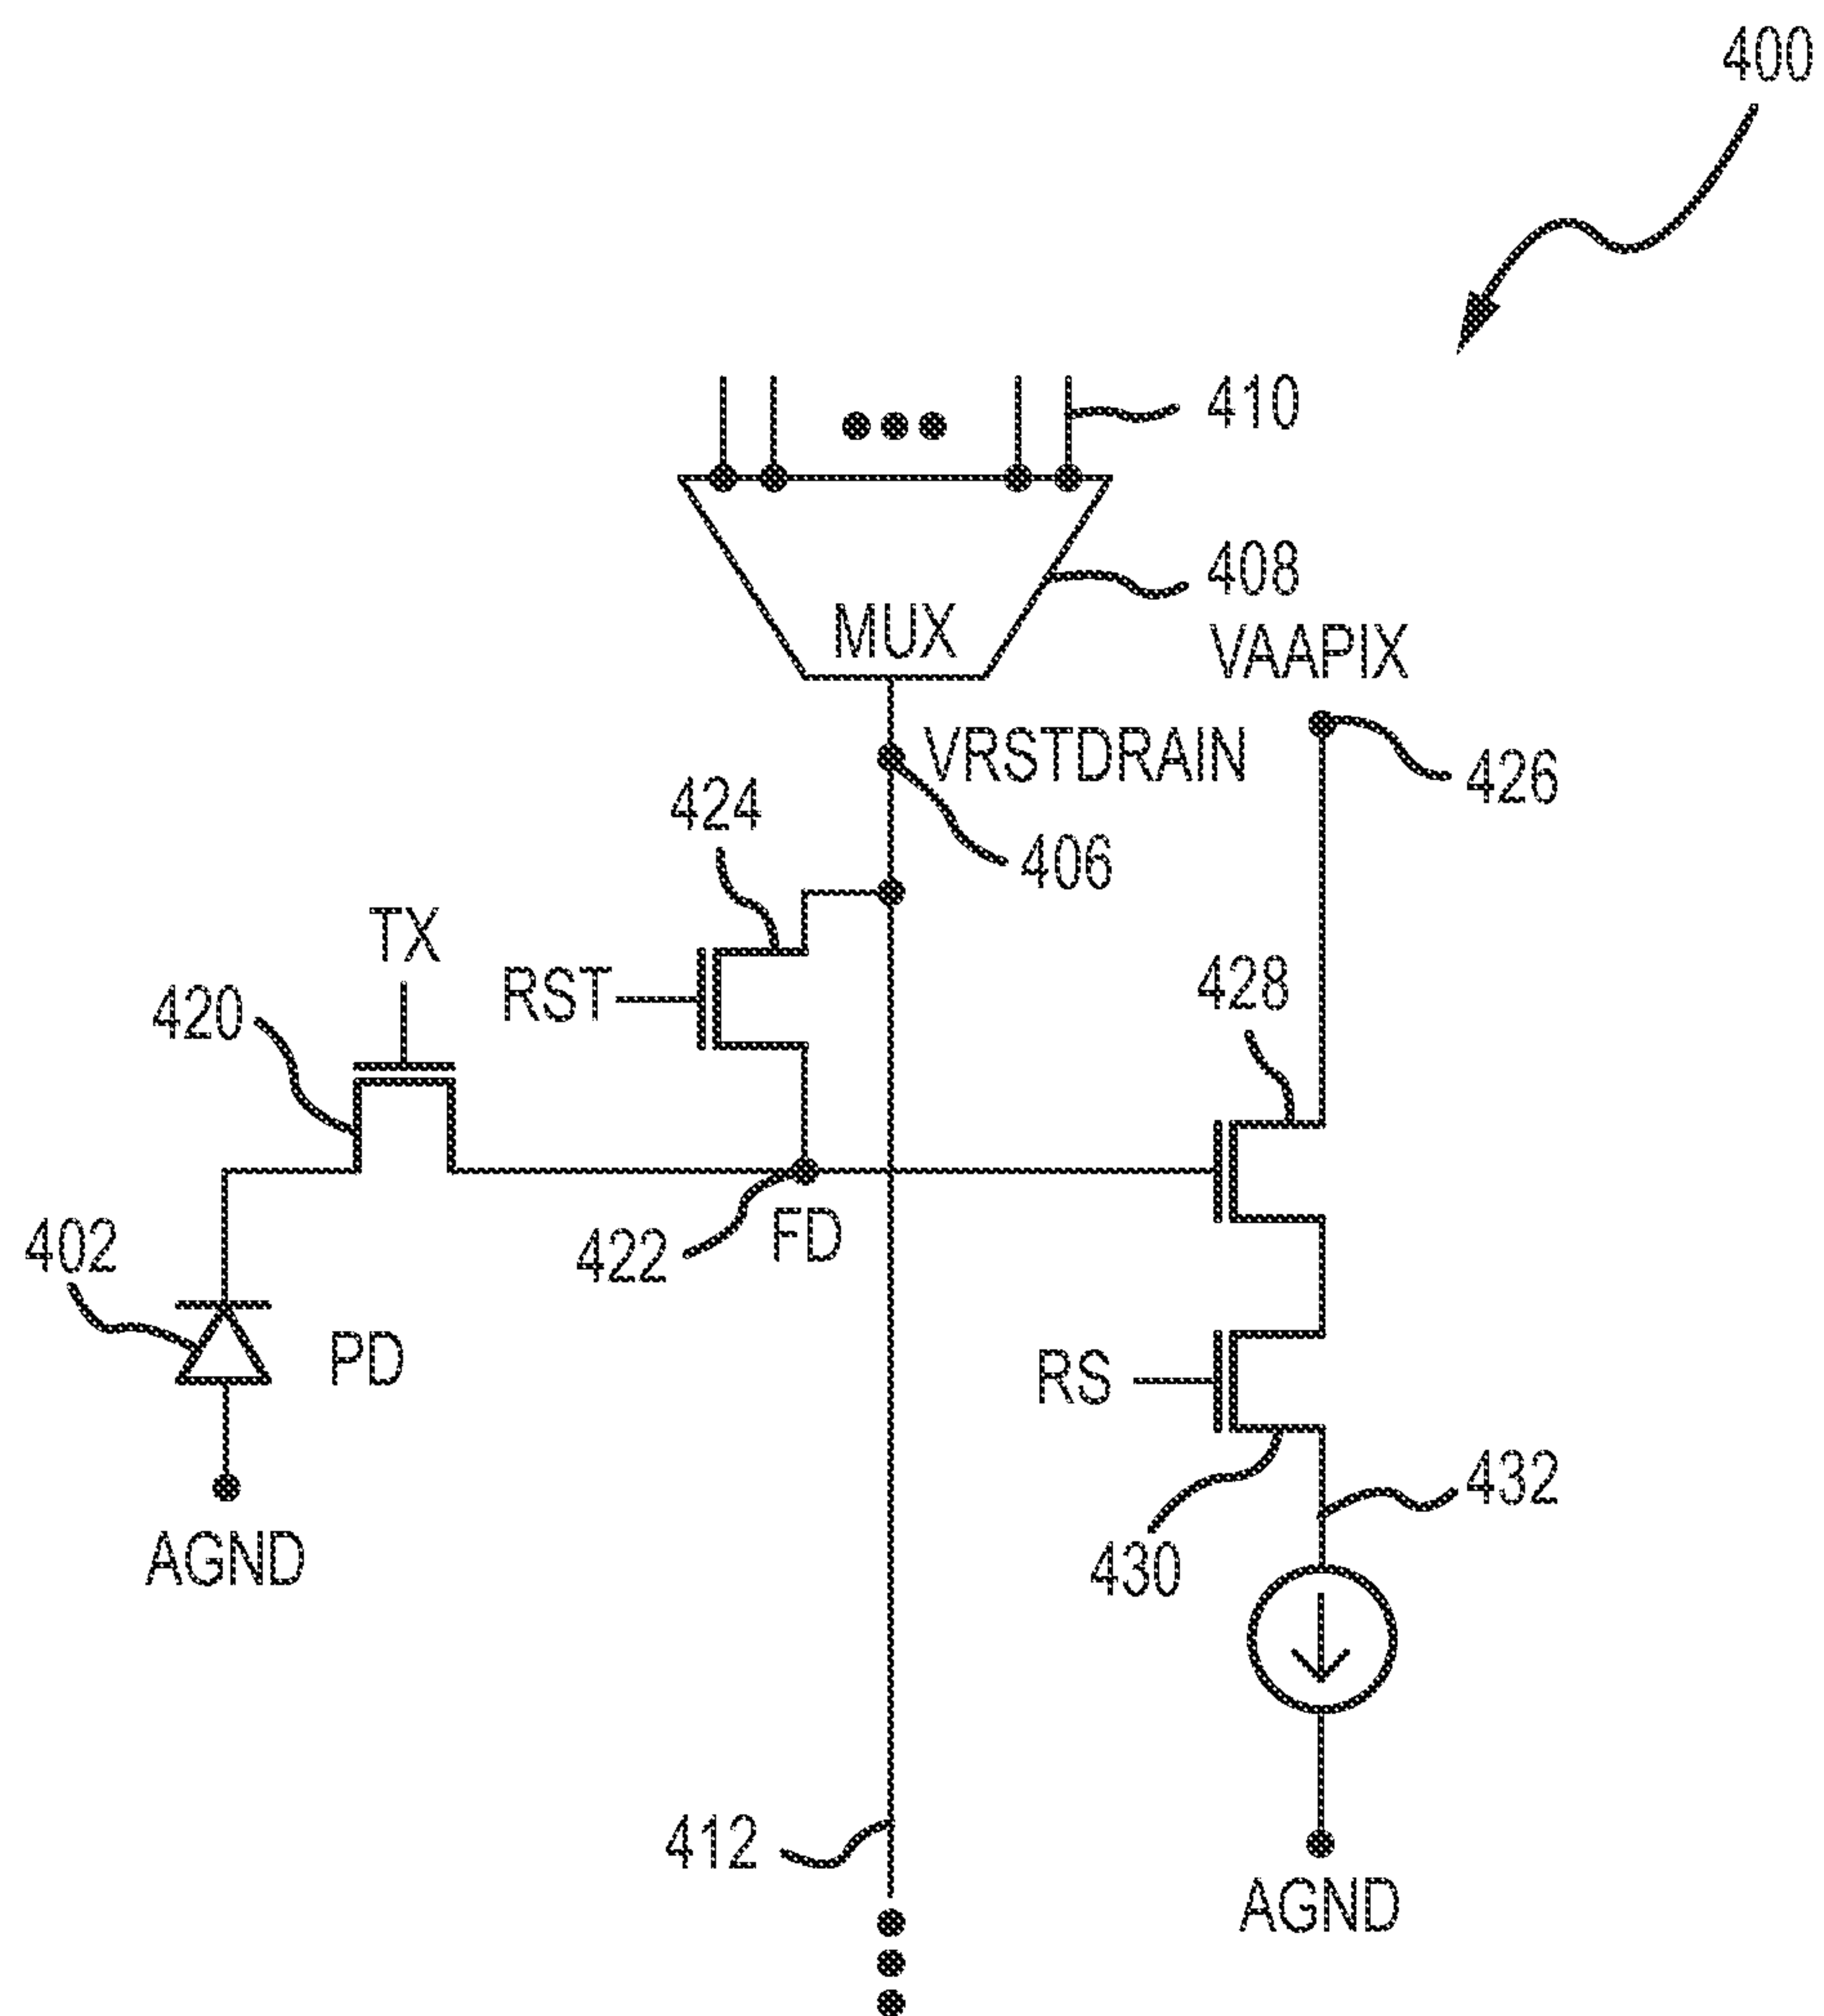 400
410
408
MUX
VAAPIX
VRSTDRAIN
426
424
406
TX
RST
428
420
402
422
FD
PD
RS
432
AGND
430
412
AGND